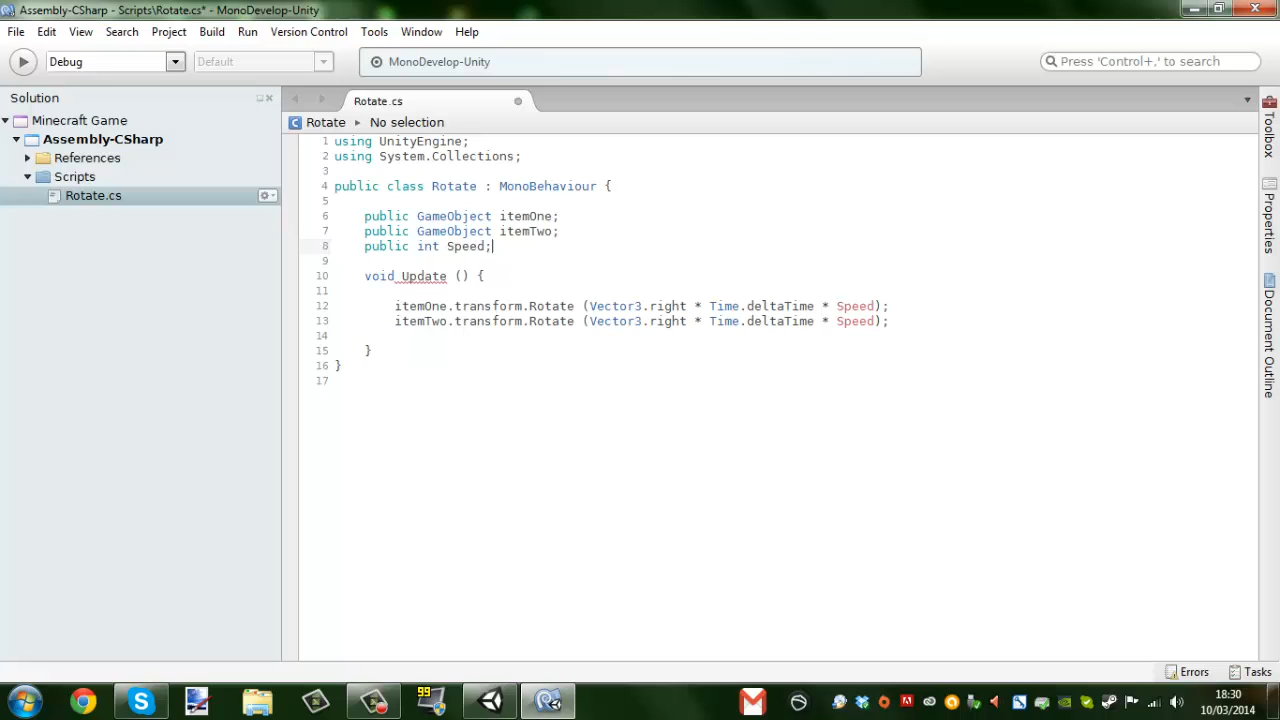 Assembly-CSharp - Scripts\Rotate.cs* - MonoDevelop-Unity
File Edit View Search Project Build Run Version Control Tools Window Help
Debug Default MonoDevelop-Unity Press 'Control+,' to search
Solution
Minecraft Game
Assembly-CSharp
References
Scripts
Rotate.cs
Rotate.cs
Rotate ▸ No selection
1 using UnityEngine;
2 using System.Collections;
3
4 public class Rotate : MonoBehaviour {
5
6 public GameObject itemOne;
7 public GameObject itemTwo;
8 public int Speed;
9
10 void Update () {
11
12 itemOne.transform.Rotate (Vector3.right * Time.deltaTime * Speed);
13 itemTwo.transform.Rotate (Vector3.right * Time.deltaTime * Speed);
14
15 }
16 }
17
Toolbox
Properties
Document Outline
Errors Tasks
99
18:30
10/03/2014